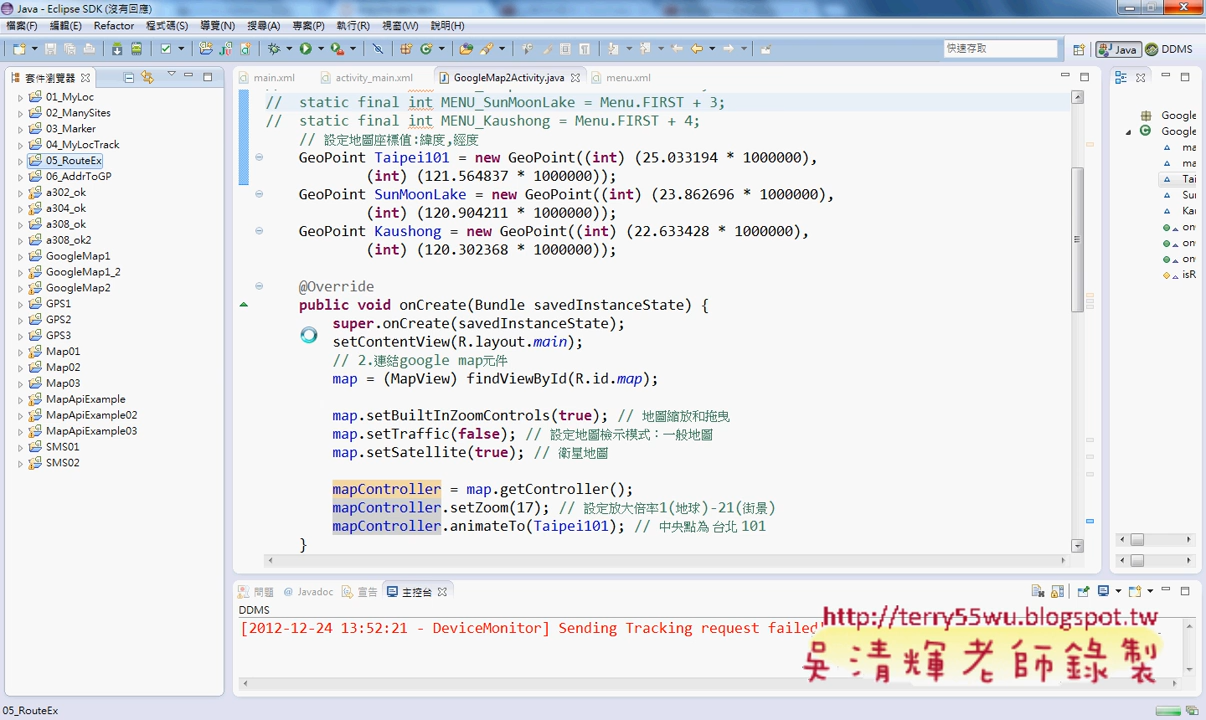 Java - Eclipse SDK (沒有回應)
檔案(F) 編輯(E) Refactor 程式碼(S) 導覽(N) 搜尋(A) 專案(P) 執行(R) 視窗(W) 說明(H)
快速存取 Java DDMS
套件瀏覽器 main.xml activity_main.xml GoogleMap2Activity.java menu.xml
01_MyLoc
02_ManySites
03_Marker
04_MyLocTrack
05_RouteEx
06_AddrToGP
a302_ok
a304_ok
a308_ok
a308_ok2
GoogleMap1
GoogleMap1_2
GoogleMap2
GPS1
GPS2
GPS3
Map01
Map02
Map03
MapApiExample
MapApiExample02
MapApiExample03
SMS01
SMS02
// static final int MENU_SunMoonLake = Menu.FIRST + 3;
// static final int MENU_Kaushong = Menu.FIRST + 4;
// 設定地圖座標值:緯度,經度
GeoPoint Taipei101 = new GeoPoint((int) (25.033194 * 1000000),
(int) (121.564837 * 1000000));
GeoPoint SunMoonLake = new GeoPoint((int) (23.862696 * 1000000),
(int) (120.904211 * 1000000));
GeoPoint Kaushong = new GeoPoint((int) (22.633428 * 1000000),
(int) (120.302368 * 1000000));
@Override
public void onCreate(Bundle savedInstanceState) {
super.onCreate(savedInstanceState);
setContentView(R.layout.main);
// 2.連結google map元件
map = (MapView) findViewById(R.id.map);
map.setBuiltInZoomControls(true); // 地圖縮放和拖曳
map.setTraffic(false); // 設定地圖檢示模式：一般地圖
map.setSatellite(true); // 衛星地圖
mapController = map.getController();
mapController.setZoom(17); // 設定放大倍率1(地球)-21(街景)
mapController.animateTo(Taipei101); // 中央點為 台北 101
}
Google
Google
ma
ma
Tai
Su
Ka
on
on
on
isR
問題 @ Javadoc 宣告 主控台
DDMS
[2012-12-24 13:52:21 - DeviceMonitor] Sending Tracking request failed!
http://terry55wu.blogspot.tw
吳清輝老師錄製
05_RouteEx